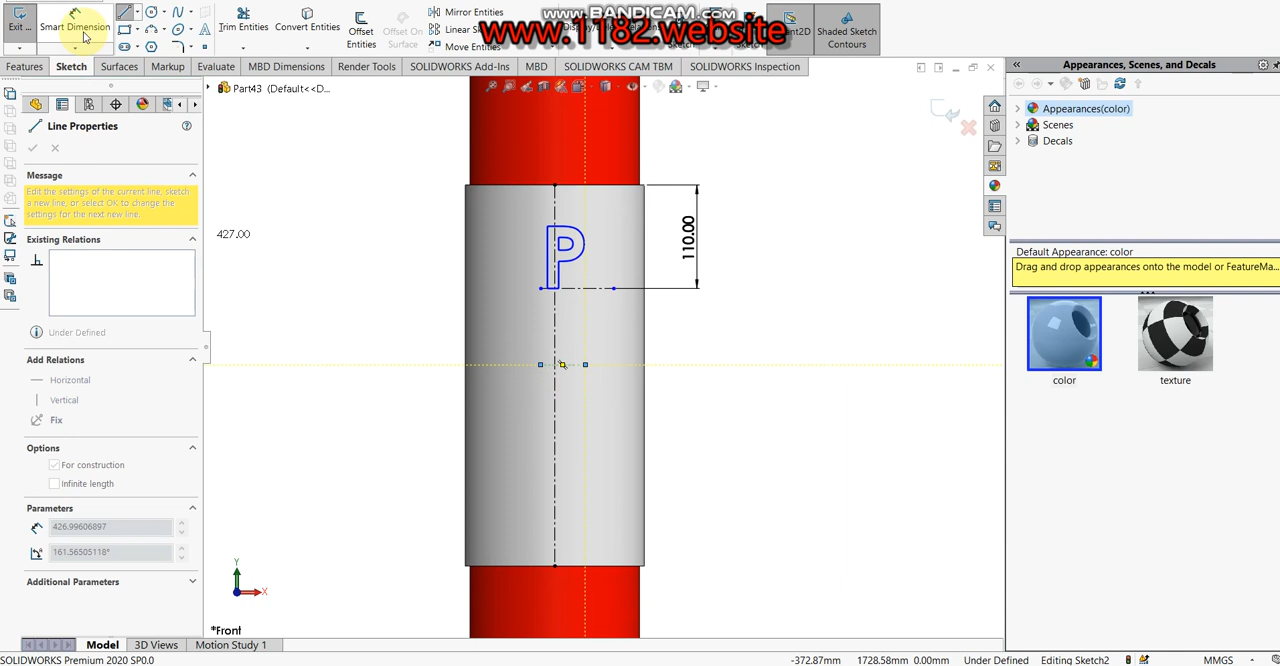 www.BANDICAM.com
www.1182.website
Exit ...
Smart Dimension
Trim Entities
Convert Entities
Offset Entities
Offset On Surface
Mirror Entities
Linear Sk
Move Entities
Shaded Sketch Contours
Features
Sketch
Surfaces
Markup
Evaluate
MBD Dimensions
Render Tools
SOLIDWORKS Add-Ins
MBD
SOLIDWORKS CAM TBM
SOLIDWORKS Inspection
Part43 (Default<<D...
Line Properties
Message
Edit the settings of the current line, sketch a new line, or select OK to change the settings for the next new line.
Existing Relations
Under Defined
Add Relations
Horizontal
Vertical
Fix
Options
For construction
Infinite length
Parameters
426.99606897
161.56505118°
Additional Parameters
427.00
P
110.00
Y
X
*Front
Appearances, Scenes, and Decals
Appearances(color)
Scenes
Decals
Default Appearance: color
Drag and drop appearances onto the model or FeatureMa...
color
texture
Model
3D Views
Motion Study 1
SOLIDWORKS Premium 2020 SP0.0
-372.87mm
1728.58mm 0.00mm
Under Defined
Editing Sketch2
MMGS